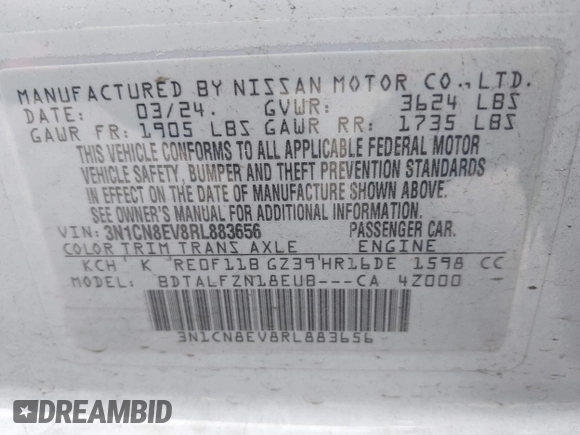 MANUFACTURED BY NISSAN MOTOR CO., LTD.
DATE: 03/24. GVWR: 3624 LBS
GAWR FR: 1905 LBS GAWR RR: 1735 LBS
THIS VEHICLE CONFORMS TO ALL APPLICABLE FEDERAL MOTOR
VEHICLE SAFETY, BUMPER AND THEFT PREVENTION STANDARDS
IN EFFECT ON THE DATE OF MANUFACTURE SHOWN ABOVE.
SEE OWNER'S MANUAL FOR ADDITIONAL INFORMATION.
VIN: 3N1CN8EV8RL883656 PASSENGER CAR.
COLOR TRIM TRANS AXLE ENGINE
KCH K RE0F11B GZ39 HR16DE 1598 CC
BDTALFZN18EUB---CA 4Z000 -
3N1CN8EV8RL883656
DREAMBID